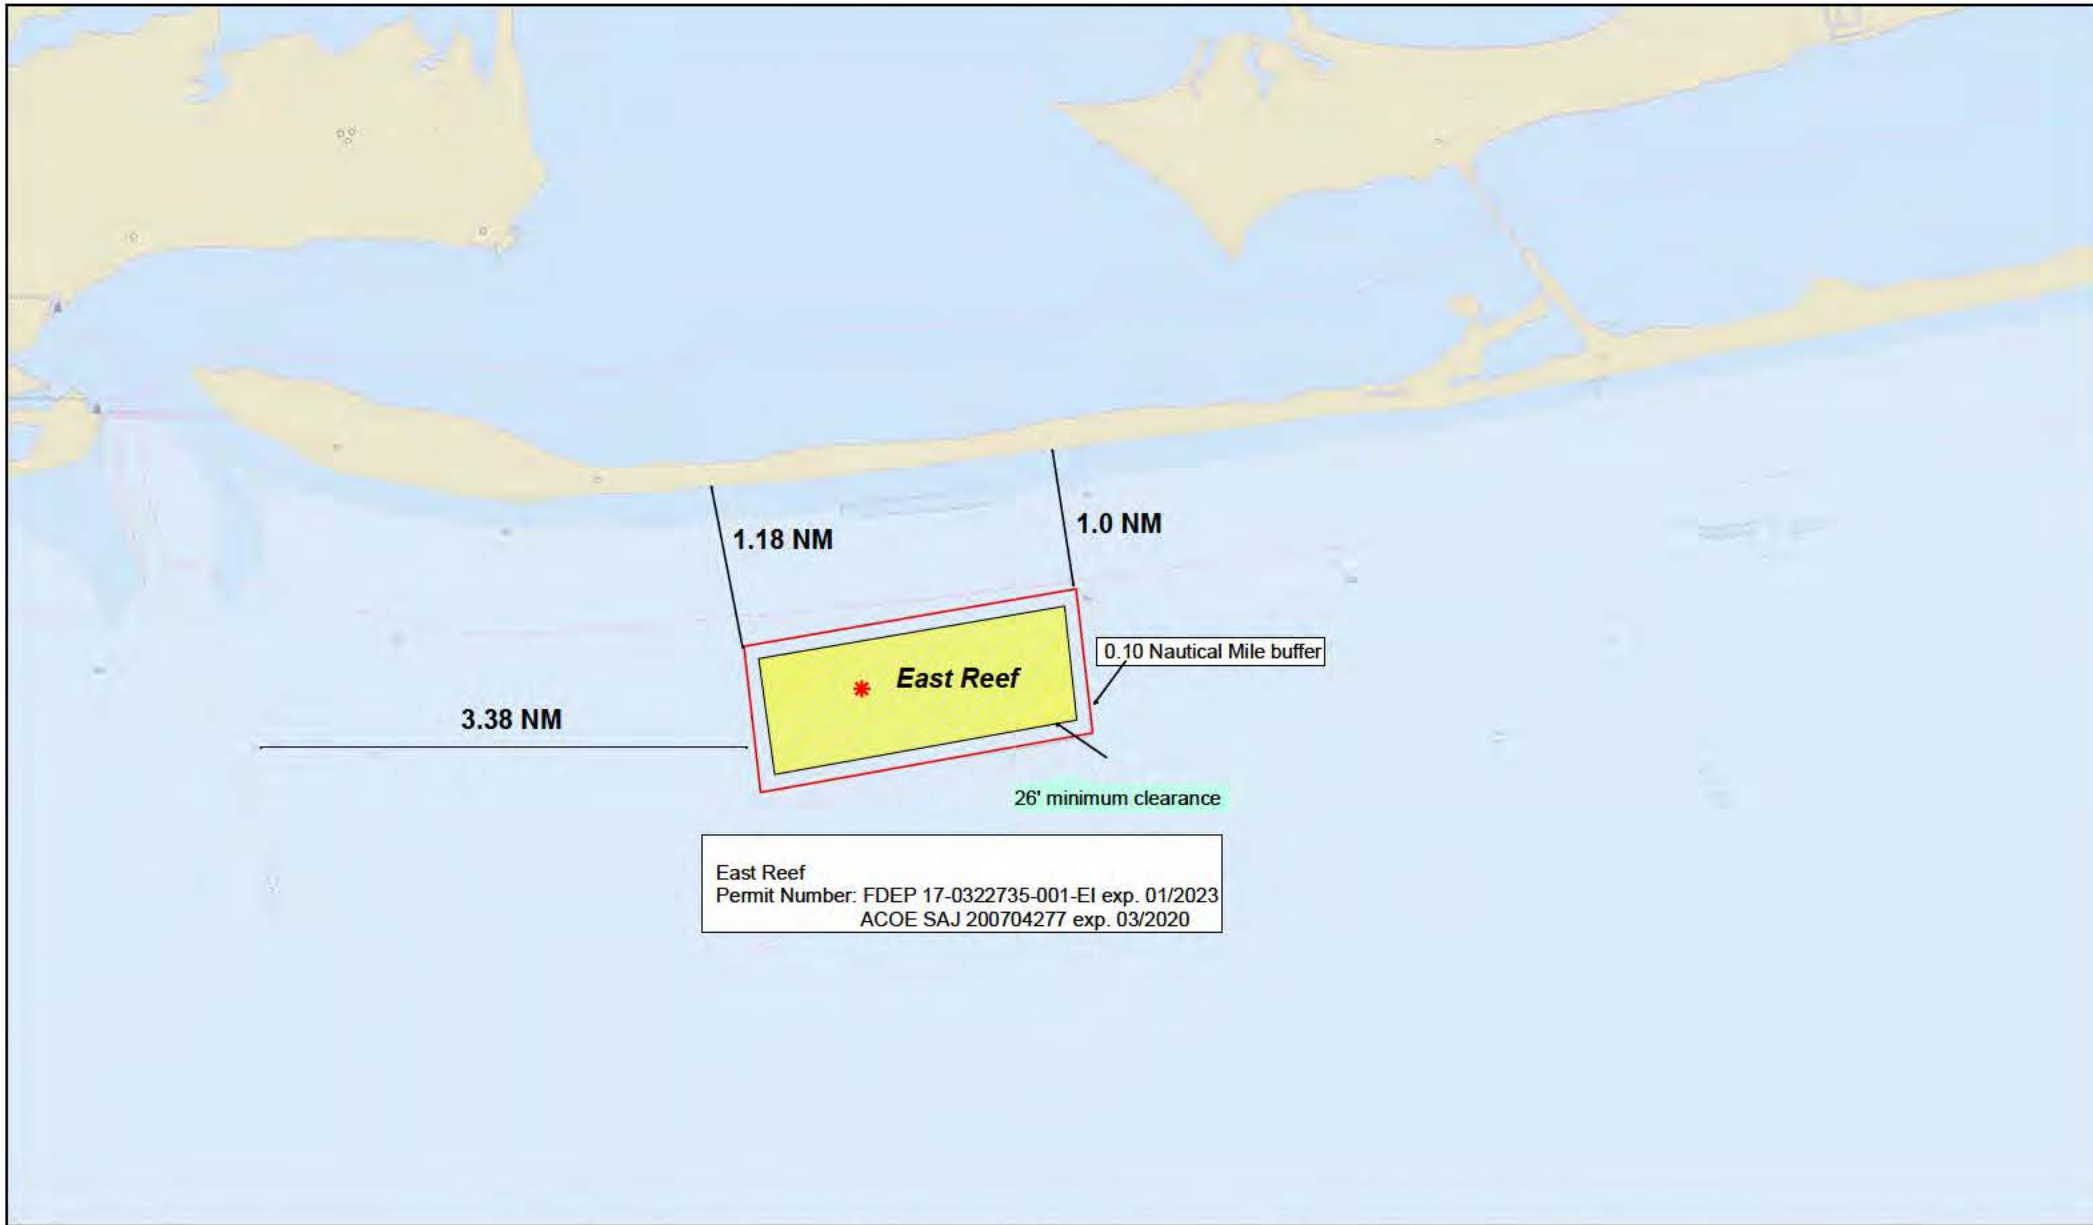 1.0 NM
1.18 NM
0.10 Nautical Mile buffer
East Reef
3.38 NM
26' minimum clearance
East Reef
Permit Number: FDEP 17-0322735-001-EI exp. 01/2023
ACOE SAJ 200704277 exp. 03/2020